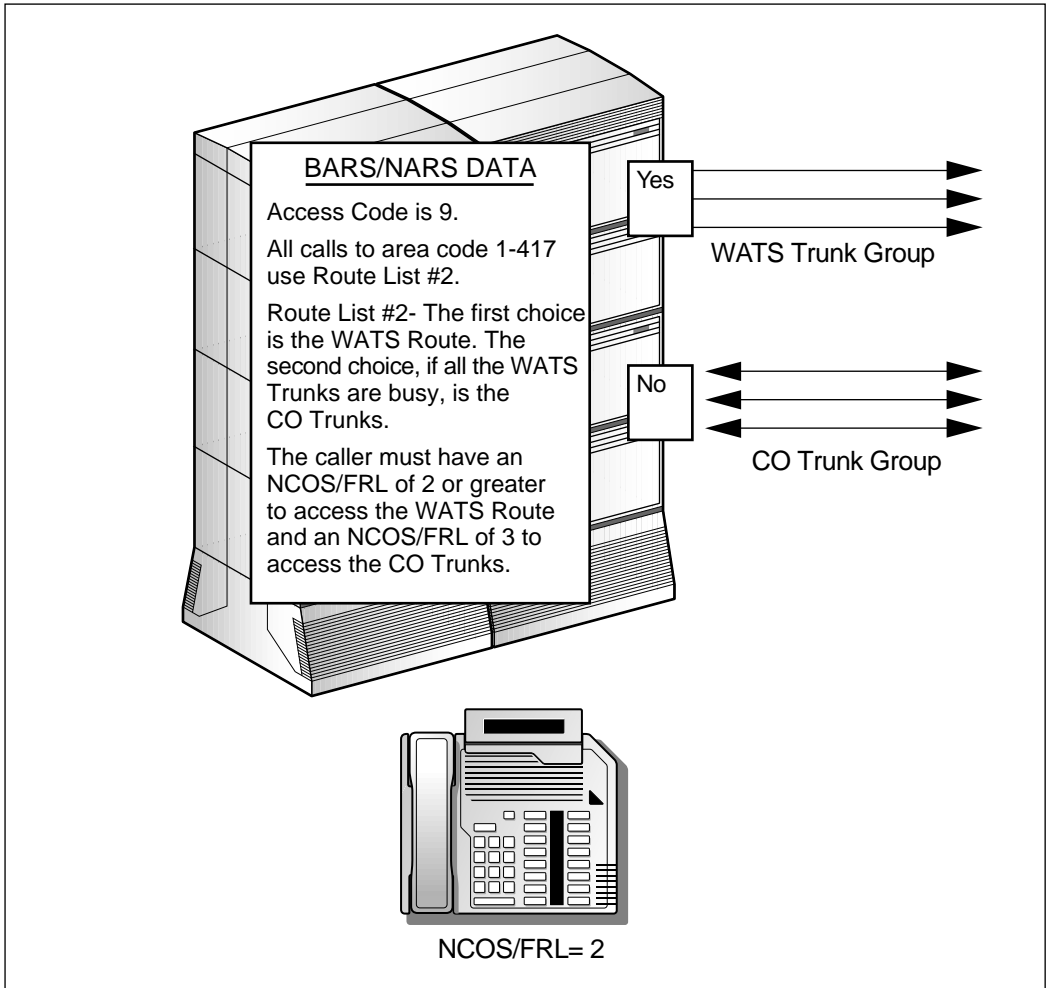 BARS/NARS DATA
Access Code is 9.
All calls to area code 1-417
use Route List #2.
Route List #2- The first choice
is the WATS Route. The
second choice, if all the WATS
Trunks are busy, is the
CO Trunks.
The caller must have an
NCOS/FRL of 2 or greater
to access the WATS Route
and an NCOS/FRL of 3 to
access the CO Trunks.
Yes
WATS Trunk Group
No
CO Trunk Group
NCOS/FRL= 2